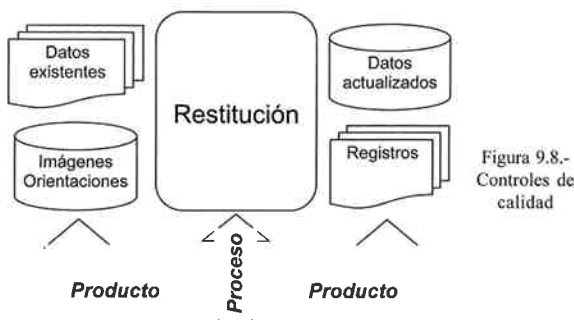 Datos
existentes
Imágenes
Orientaciones
Restitución
Datos
actualizados
Registros
Figura 9.8.-
Controles de
calidad
Producto
Proceso
Producto